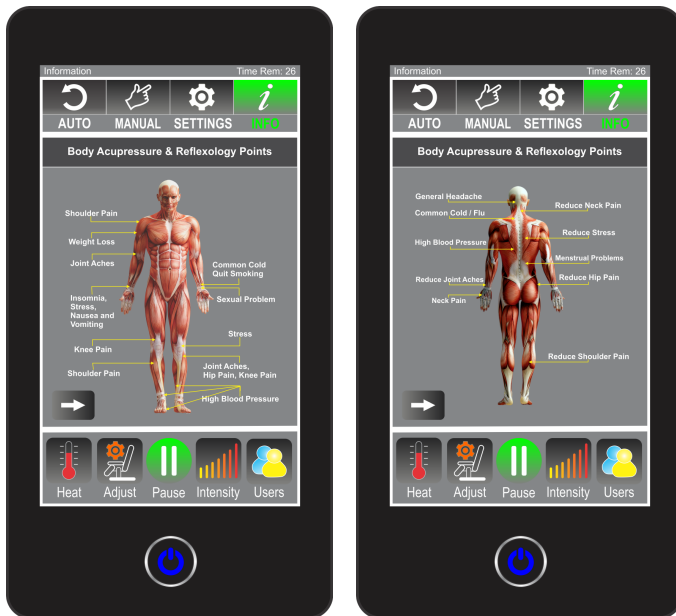 Information Time Rem: 26
AUTO MANUAL SETTINGS INFO
Body Acupressure & Reflexology Points
Shoulder Pain
Weight Loss
Joint Aches
Common Cold
Quit Smoking
Insomnia,
Stress,
Nausea and
Vomiting
Sexual Problem
Stress
Knee Pain
Joint Aches,
Hip Pain, Knee Pain
Shoulder Pain
High Blood Pressure
Heat Adjust Pause Intensity Users
Information Time Rem: 26
AUTO MANUAL SETTINGS INFO
Body Acupressure & Reflexology Points
General Headache
Reduce Neck Pain
Common Cold / Flu
Reduce Stress
High Blood Pressure
Menstrual Problems
Reduce Joint Aches
Reduce Hip Pain
Neck Pain
Reduce Shoulder Pain
Heat Adjust Pause Intensity Users